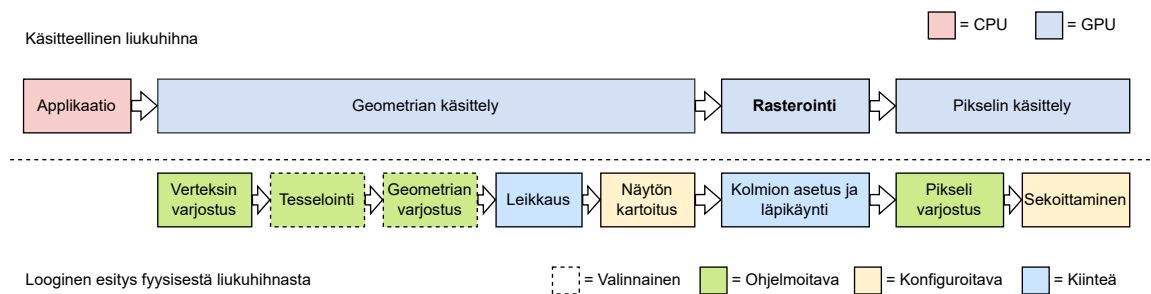 Käsitteellinen liukuhihna
= CPU
= GPU
Applikaatio
Geometrian käsittely
Rasterointi
Pikselin käsittely
Verteksin
varjostus
Tesselointi
Geometrian
varjostus
Leikkaus
Näytön
kartoitus
Kolmion asetus ja
läpikäynti
Pikseli
varjostus
Sekoittaminen
Looginen esitys fyysisestä liukuhihnasta
= Valinnainen
= Ohjelmoitava
= Konfiguroitava
= Kiinteä